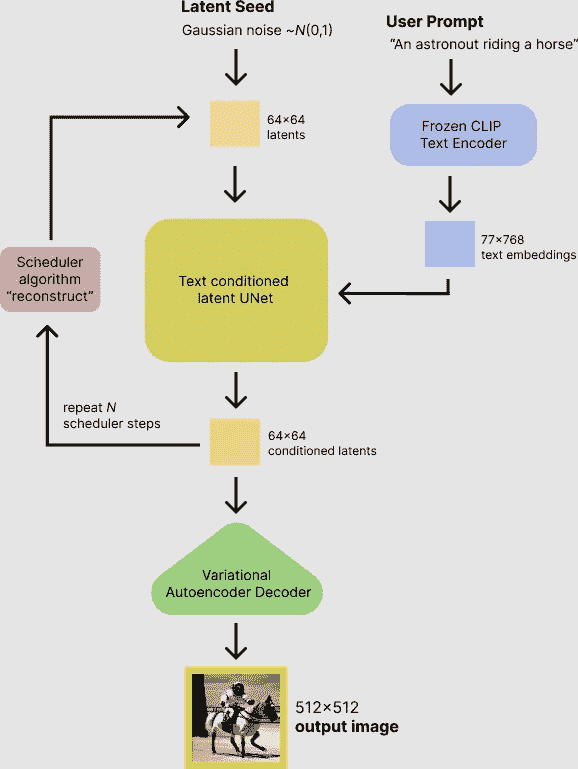 Latent Seed
Gaussian noise ~N(0,1)
User Prompt
“An astronout riding a horse”
64×64
latents
Frozen CLIP
Text Encoder
77×768
text embeddings
Scheduler
algorithm
“reconstruct”
Text conditioned
latent UNet
repeat N
scheduler steps
64×64
conditioned latents
Variational
Autoencoder Decoder
512×512
output image